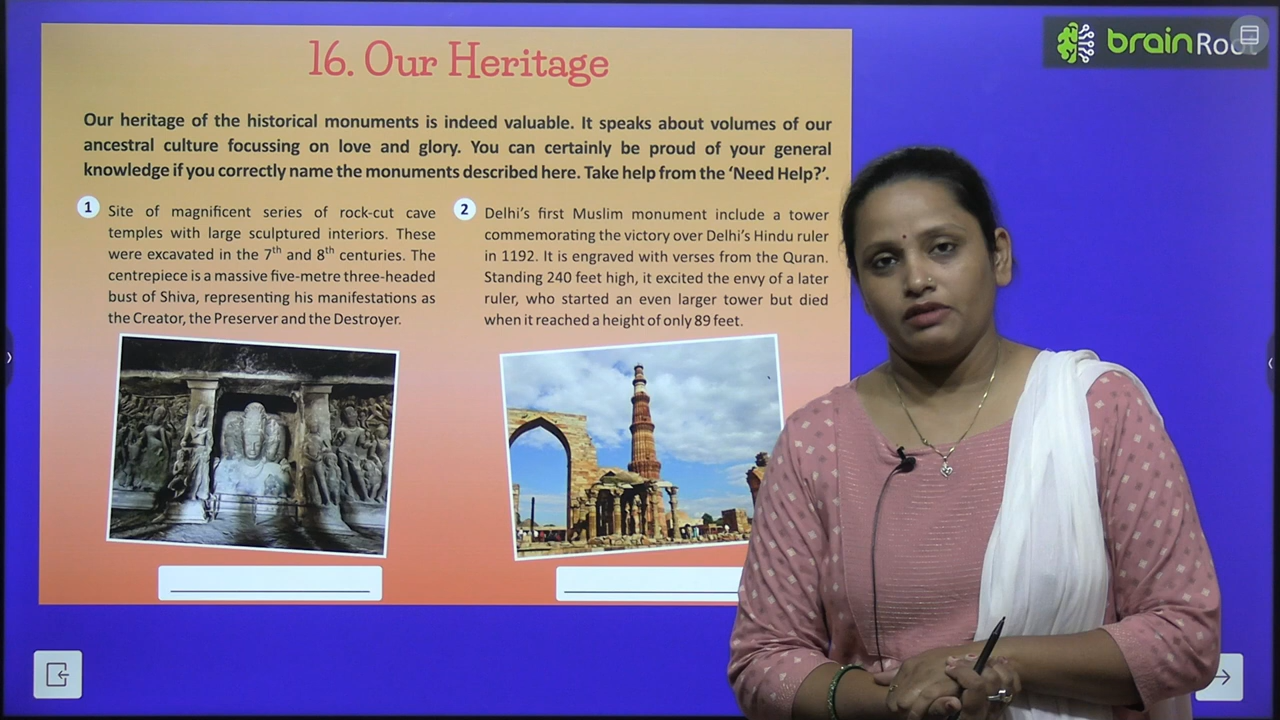 16. Our Heritage
brainRoot
Our heritage of the historical monuments is indeed valuable. It speaks about volumes of our
ancestral culture focussing on love and glory. You can certainly be proud of your general
knowledge if you correctly name the monuments described here. Take help from the ‘Need Help?’.
1
Site of magnificent series of rock-cut cave
temples with large sculptured interiors. These
were excavated in the 7th and 8th centuries. The
centrepiece is a massive five-metre three-headed
bust of Shiva, representing his manifestations as
the Creator, the Preserver and the Destroyer.
2
Delhi’s first Muslim monument include a tower
commemorating the victory over Delhi’s Hindu ruler
in 1192. It is engraved with verses from the Quran.
Standing 240 feet high, it excited the envy of a later
ruler, who started an even larger tower but died
when it reached a height of only 89 feet.